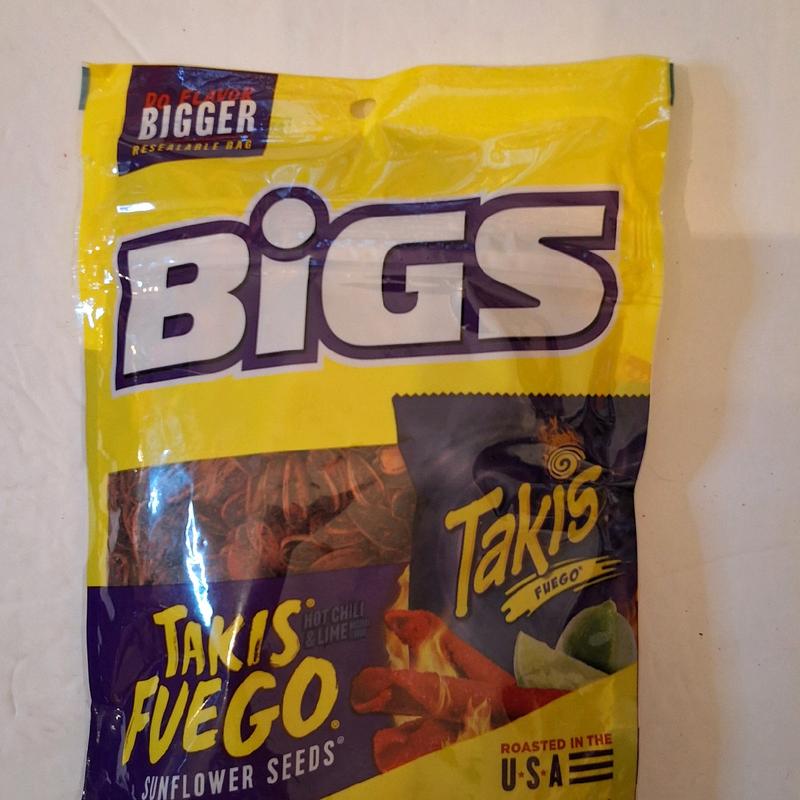 DO FLAVOR
BIGGER
RESEALABLE BAG
BiGS
Takis
FUEGO
TAKIS®
HOT CHILI
& LIME
FUEGO®
SUNFLOWER SEEDS®
ROASTED IN THE
U★S★A